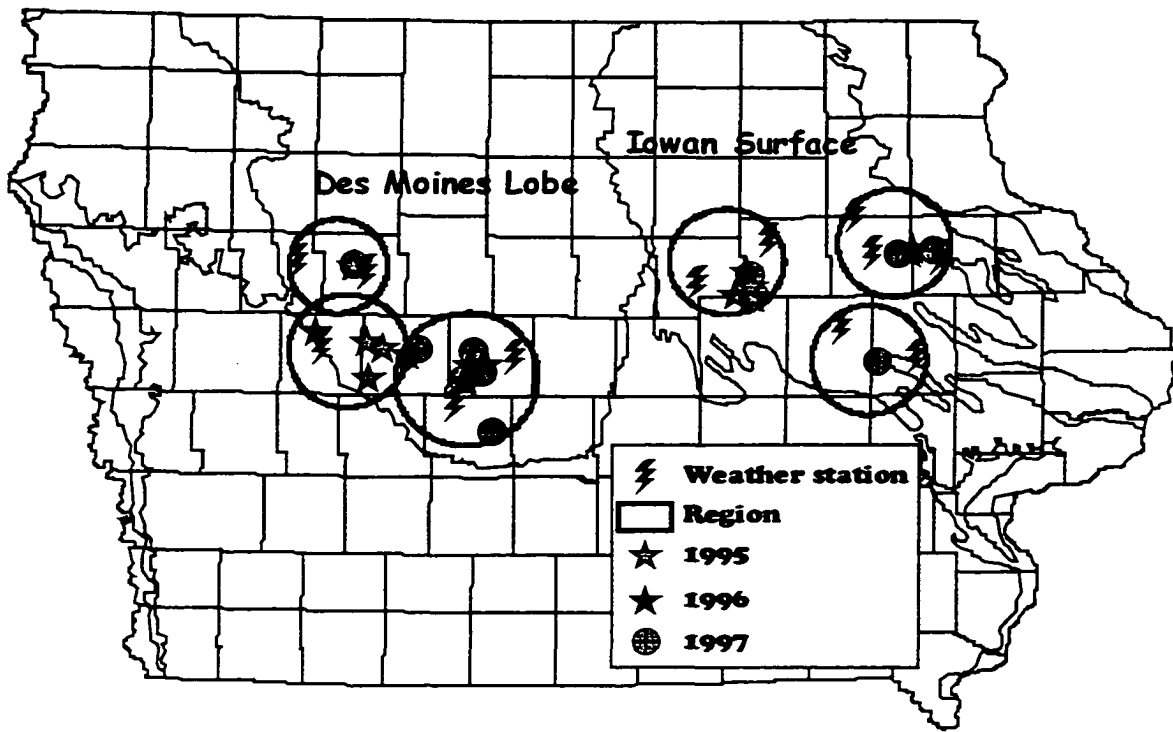 Iowan Surface
Des Moines Lobe
Weather station
Region
1995
1996
1997